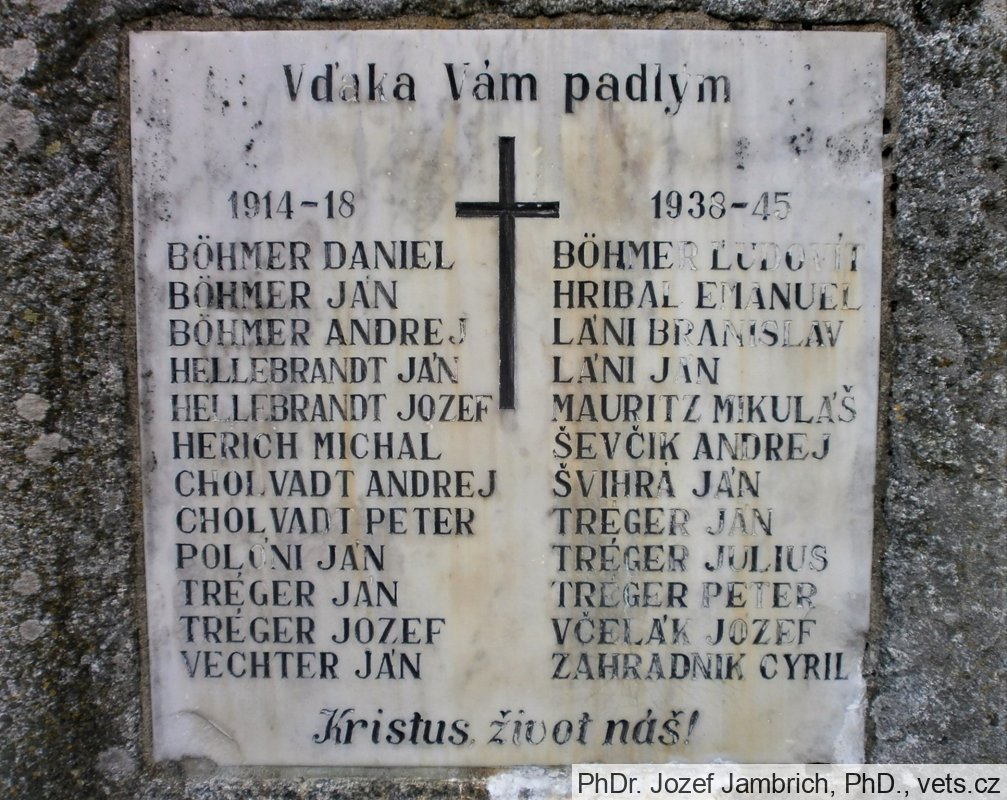 Vďaka Vám padlým
1914-18
BÖHMER DANIEL
BÖHMER JÁN
BÖHMER ANDREJ
HELLEBRANDT JÁN
HELLEBRANDT JOZEF
HERICH MICHAL
CHOLVADT ANDREJ
CHOLVADT PETER
POLÓNI JÁN
TRÉGER JÁN
TRÉGER JOZEF
VECHTER JÁN
1938-45
BÖHMER ĽUDOVÍT
HRIBAL EMANUEL
LÁNI BRANISLAV
LÁNI JÁN
MAURITZ MIKULÁŠ
ŠEVČIK ANDREJ
ŠVIHRA JÁN
TRÉGER JÁN
TRÉGER JULIUS
TRÉGER PETER
VČELÁK JOZEF
ZAHRADNIK CYRIL
Kristus, život náš!
PhDr. Jozef Jambrich, PhD., vets.cz